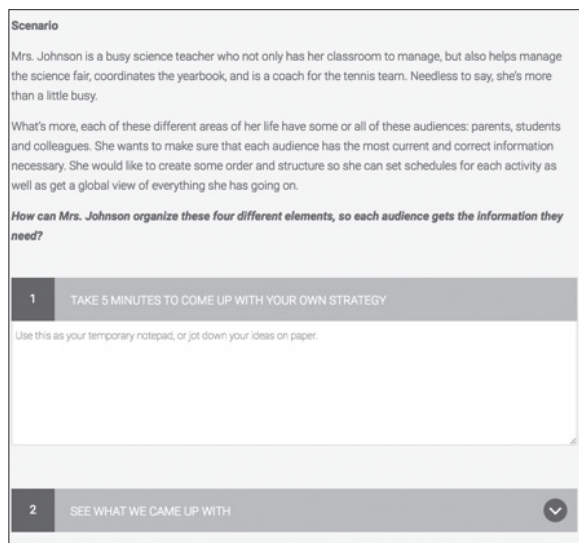 Scenario
Mrs. Johnson is a busy science teacher who not only has her classroom to manage, but also helps manage
the science fair, coordinates the yearbook, and is a coach for the tennis team. Needless to say, she's more
than a little busy.
What's more, each of these different areas of her life have some or all of these audiences: parents, students
and colleagues. She wants to make sure that each audience has the most current and correct information
necessary. She would like to create some order and structure so she can set schedules for each activity as
well as get a global view of everything she has going on.
How can Mrs. Johnson organize these four different elements, so each audience gets the information they
need?
1 TAKE 5 MINUTES TO COME UP WITH YOUR OWN STRATEGY
Use this as your temporary notepad, or jot down your ideas on paper.
2 SEE WHAT WE CAME UP WITH